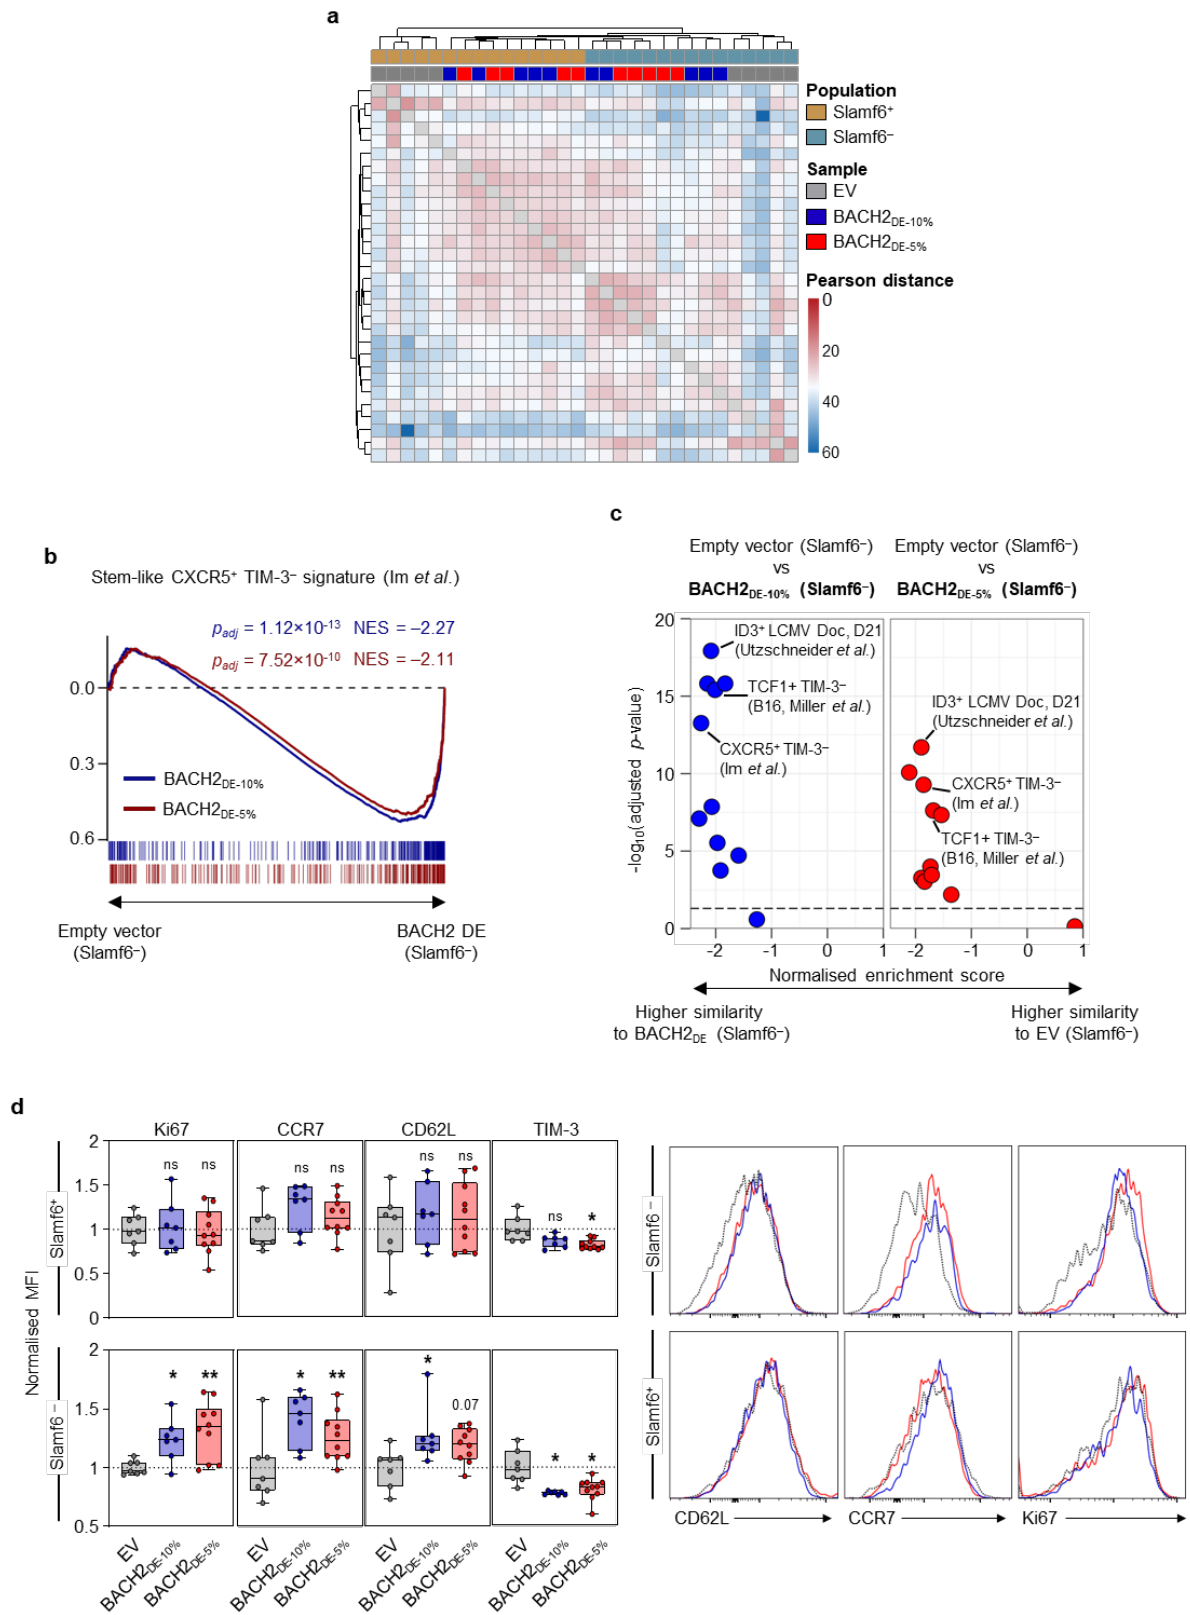 a
Population
Slamf6⁺
Slamf6⁻
Sample
EV
BACH2DE-10%
BACH2DE-5%
Pearson distance
0
20
40
60
b
Stem-like CXCR5⁺ TIM-3⁻ signature (Im et al.)
padj = 1.12×10⁻¹³ NES = –2.27
padj = 7.52×10⁻¹⁰ NES = –2.11
0.0
0.3
0.6
BACH2DE-10%
BACH2DE-5%
Empty vector
(Slamf6⁻)
BACH2 DE
(Slamf6⁻)
c
Empty vector (Slamf6⁻)
vs
BACH2DE-10% (Slamf6⁻)
Empty vector (Slamf6⁻)
vs
BACH2DE-5% (Slamf6⁻)
-log₁₀(adjusted p-value)
20
15
10
5
0
ID3⁺ LCMV Doc, D21
(Utzschneider et al.)
TCF1+ TIM-3⁻
(B16, Miller et al.)
CXCR5⁺ TIM-3⁻
(Im et al.)
ID3⁺ LCMV Doc, D21
(Utzschneider et al.)
CXCR5⁺ TIM-3⁻
(Im et al.)
TCF1+ TIM-3⁻
(B16, Miller et al.)
-2 -1 0 1 -2 -1 0 1
Normalised enrichment score
Higher similarity
to BACH2DE (Slamf6⁻)
Higher similarity
to EV (Slamf6⁻)
d
Ki67 CCR7 CD62L TIM-3
Normalised MFI
Slamf6⁺
2
1.5
1
0.5
0
ns ns ns ns ns ns ns *
Slamf6⁻
2
1.5
1
0.5
* ** * ** * 0.07 * *
EV BACH2DE-10% BACH2DE-5% EV BACH2DE-10% BACH2DE-5% EV BACH2DE-10% BACH2DE-5% EV BACH2DE-10% BACH2DE-5%
Slamf6⁻
Slamf6⁺
CD62L CCR7 Ki67